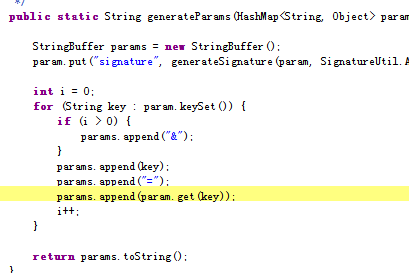 */
public static String generateParams(HashMap<String, Object> param
StringBuffer params = new StringBuffer();
param.put("signature", generateSignature(param, SignatureUtil.A
int i = 0;
for (String key : param.keySet()) {
if (i > 0) {
params.append("&");
}
params.append(key);
params.append("=");
params.append(param.get(key));
i++;
}
return params.toString();
}